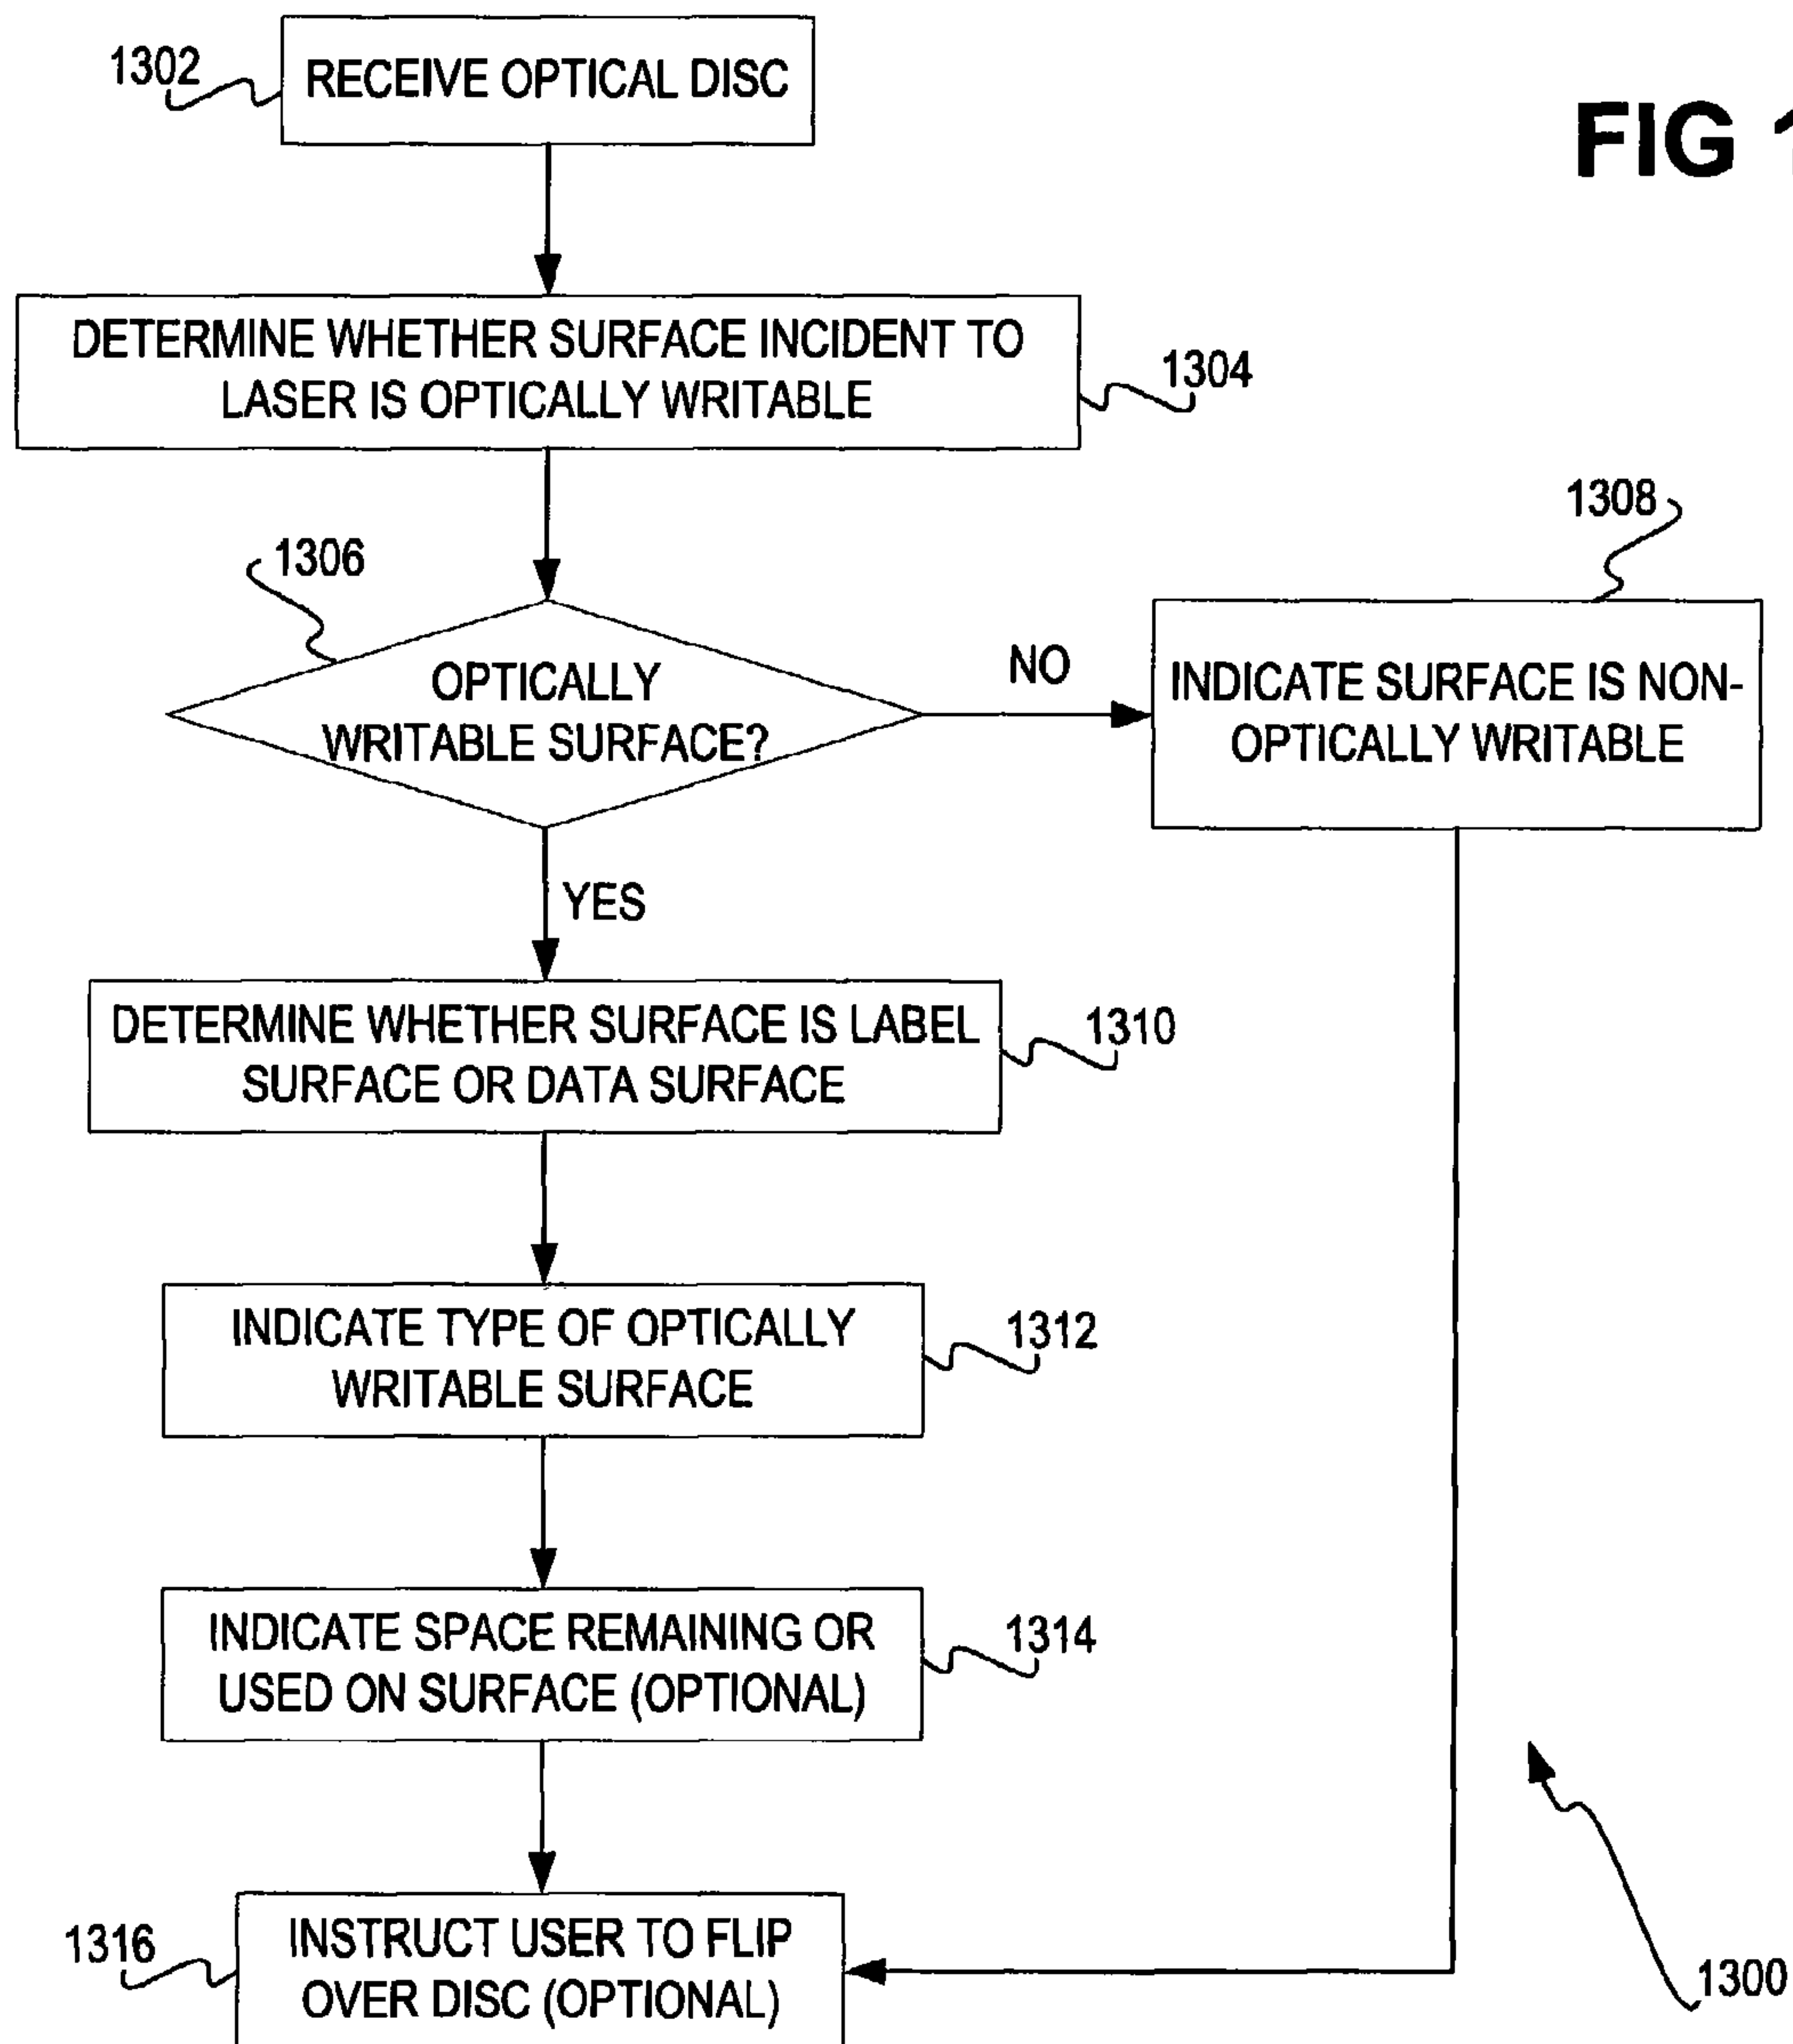 1302
RECEIVE OPTICAL DISC
FIG 1
DETERMINE WHETHER SURFACE INCIDENT TO
LASER IS OPTICALLY WRITABLE
1304
1306
OPTICALLY
WRITABLE SURFACE?
NO
1308
INDICATE SURFACE IS NON-
OPTICALLY WRITABLE
YES
DETERMINE WHETHER SURFACE IS LABEL
SURFACE OR DATA SURFACE
1310
INDICATE TYPE OF OPTICALLY
WRITABLE SURFACE
1312
INDICATE SPACE REMAINING OR
USED ON SURFACE (OPTIONAL)
1314
1316
INSTRUCT USER TO FLIP
OVER DISC (OPTIONAL)
1300